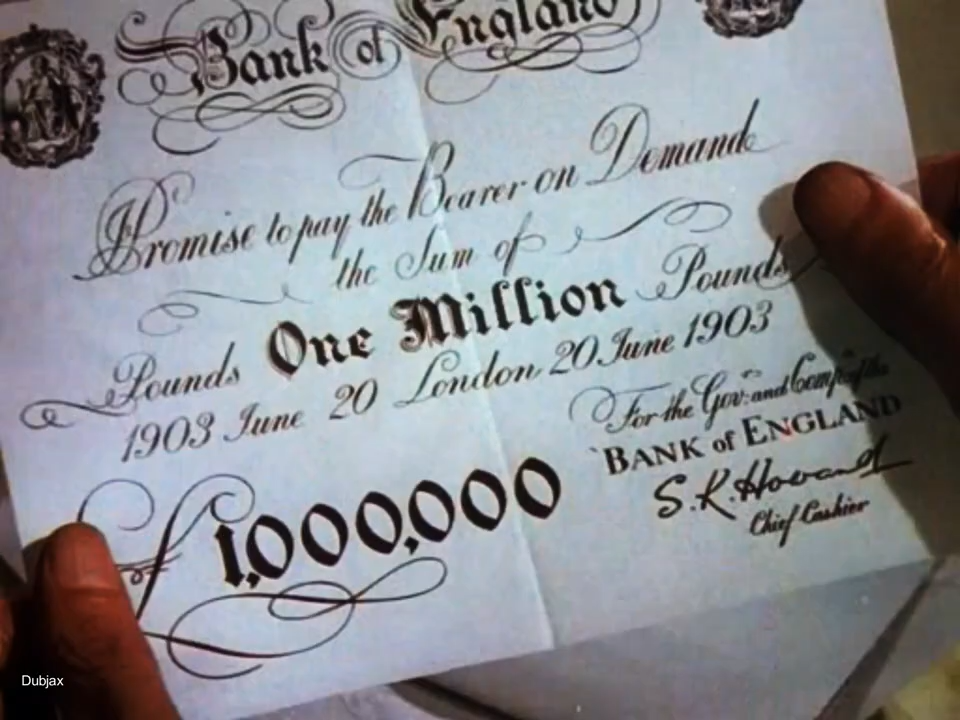 Bank of England
Promise to pay the Bearer on Demand
the Sum of
Pounds One Million Pounds
1903 June 20 London 20 June 1903
For the Gov: and Comp: of the
BANK of ENGLAND
S.K. Howard
Chief Cashier
£1,000,000
Dubjax